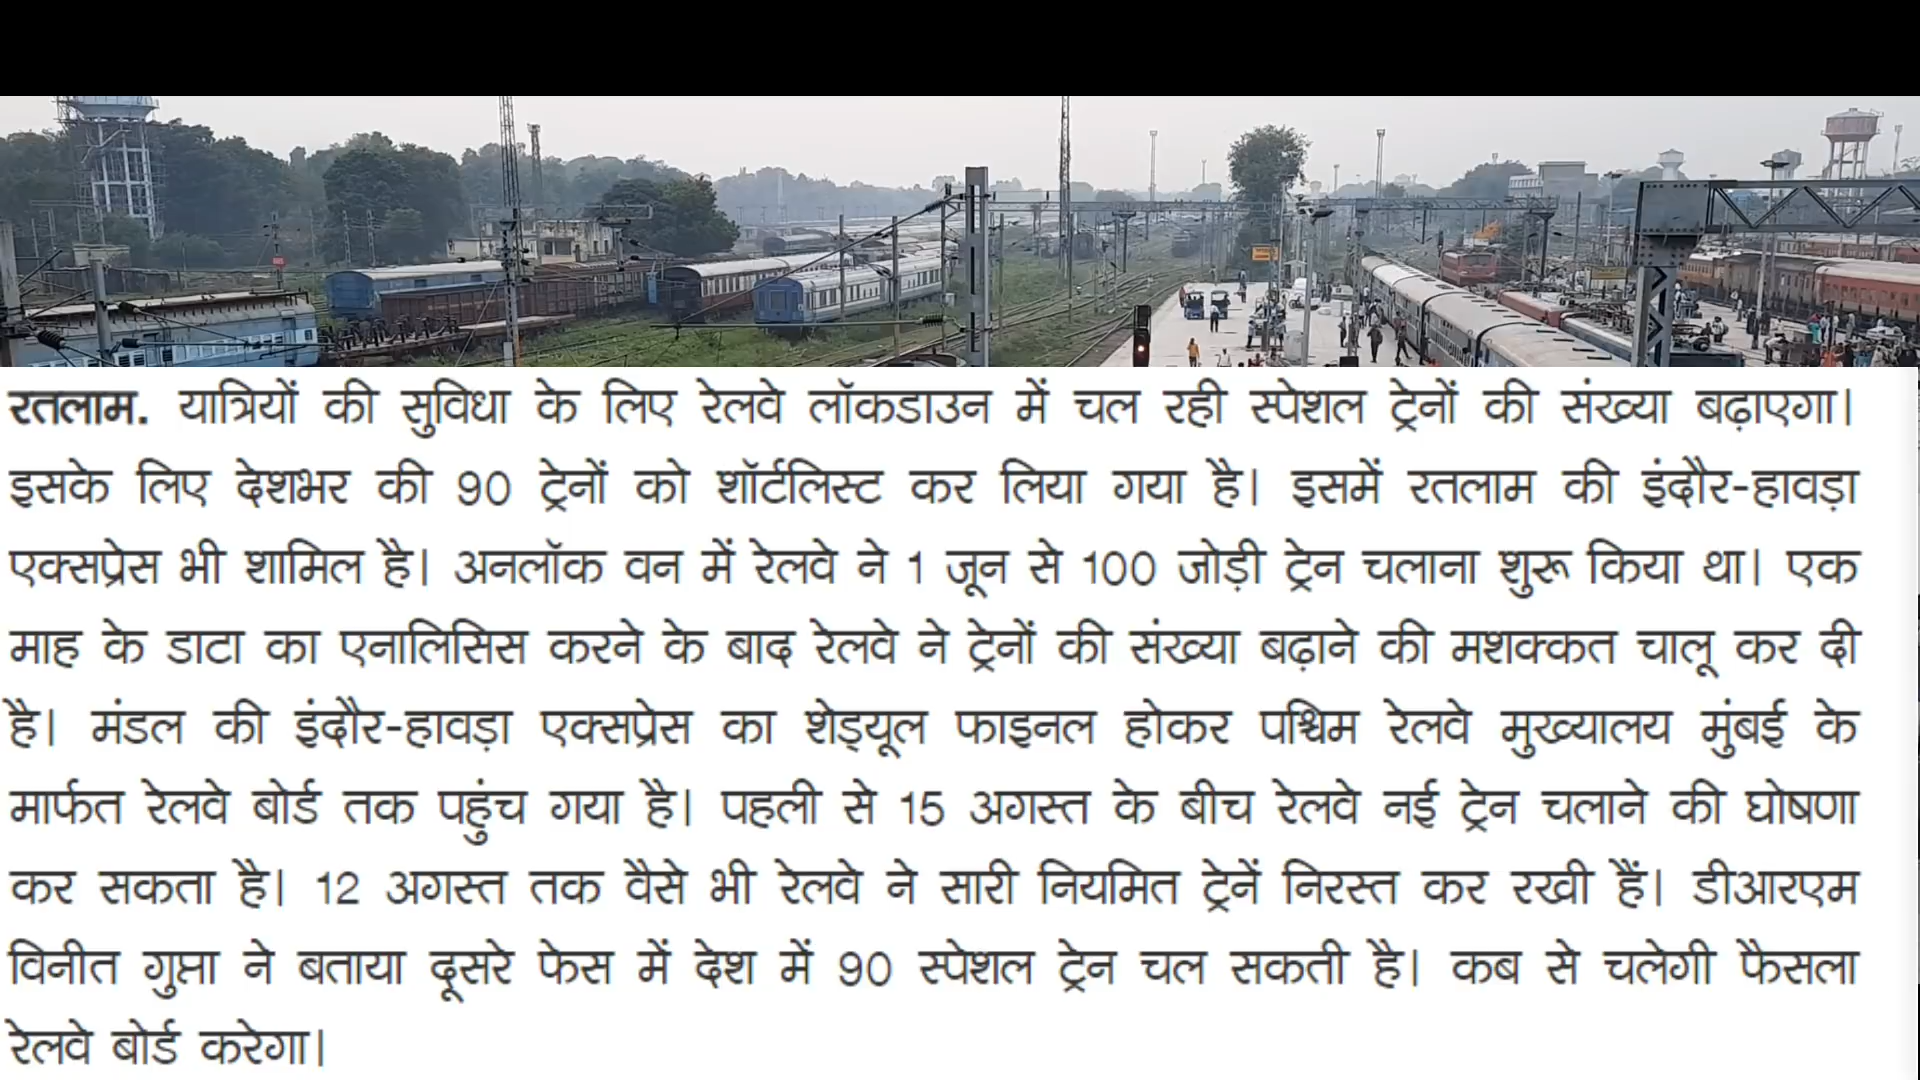 रतलाम. यात्रियों की सुविधा के लिए रेलवे लॉकडाउन में चल रही स्पेशल ट्रेनों की संख्या बढ़ाएगा।
इसके लिए देशभर की 90 ट्रेनों को शॉर्टलिस्ट कर लिया गया है। इसमें रतलाम की इंदौर-हावड़ा
एक्सप्रेस भी शामिल है। अनलॉक वन में रेलवे ने 1 जून से 100 जोड़ी ट्रेन चलाना शुरू किया था। एक
माह के डाटा का एनालिसिस करने के बाद रेलवे ने ट्रेनों की संख्या बढ़ाने की मशक्कत चालू कर दी
है। मंडल की इंदौर-हावड़ा एक्सप्रेस का शेड्यूल फाइनल होकर पश्चिम रेलवे मुख्यालय मुंबई के
मार्फत रेलवे बोर्ड तक पहुंच गया है। पहली से 15 अगस्त के बीच रेलवे नई ट्रेन चलाने की घोषणा
कर सकता है। 12 अगस्त तक वैसे भी रेलवे ने सारी नियमित ट्रेनें निरस्त कर रखी हैं। डीआरएम
विनीत गुप्ता ने बताया दूसरे फेस में देश में 90 स्पेशल ट्रेन चल सकती है। कब से चलेगी फैसला
रेलवे बोर्ड करेगा।